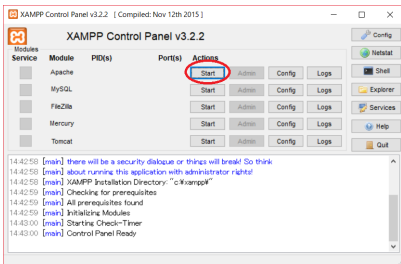 XAMPP Control Panel v3.2.2 [ Compiled: Nov 12th 2015 ]
XAMPP Control Panel v3.2.2
Config
Netstat
Shell
Explorer
Services
Help
Quit
Modules
Service Module PID(s) Port(s) Actions
Apache Start Admin Config Logs
MySQL Start Admin Config Logs
FileZilla Start Admin Config Logs
Mercury Start Admin Config Logs
Tomcat Start Admin Config Logs
14:42:58 [main] there will be a security dialogue or things will break! So think
14:42:58 [main] about running this application with administrator rights!
14:42:58 [main] XAMPP Installation Directory: "c:¥xampp¥"
14:42:59 [main] Checking for prerequisites
14:42:59 [main] All prerequisites found
14:42:59 [main] Initializing Modules
14:43:00 [main] Starting Check-Timer
14:43:00 [main] Control Panel Ready